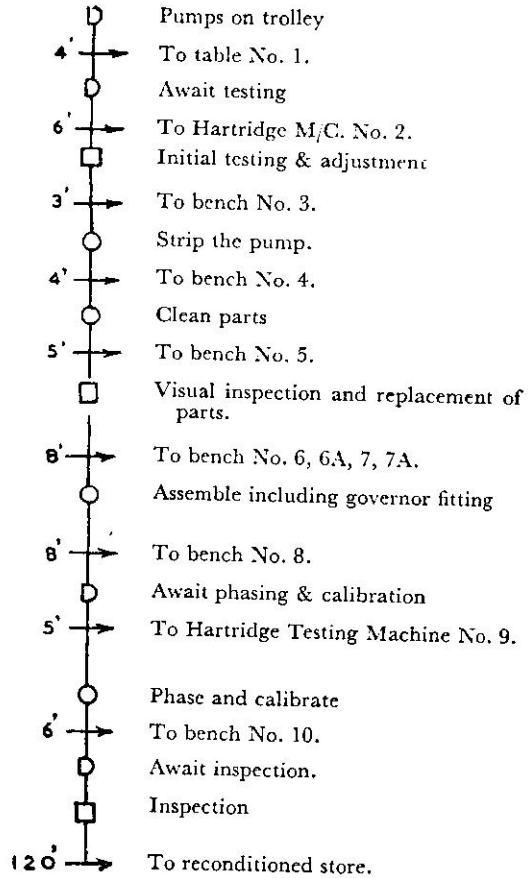 Pumps on trolley
4' To table No. 1.
Await testing
6' To Hartridge M/C. No. 2.
Initial testing & adjustment
3' To bench No. 3.
Strip the pump.
4' To bench No. 4.
Clean parts
5' To bench No. 5.
Visual inspection and replacement of
parts.
8' To bench No. 6, 6A, 7, 7A.
Assemble including governor fitting
8' To bench No. 8.
Await phasing & calibration
5' To Hartridge Testing Machine No. 9.
Phase and calibrate
6' To bench No. 10.
Await inspection.
Inspection
120' To reconditioned store.